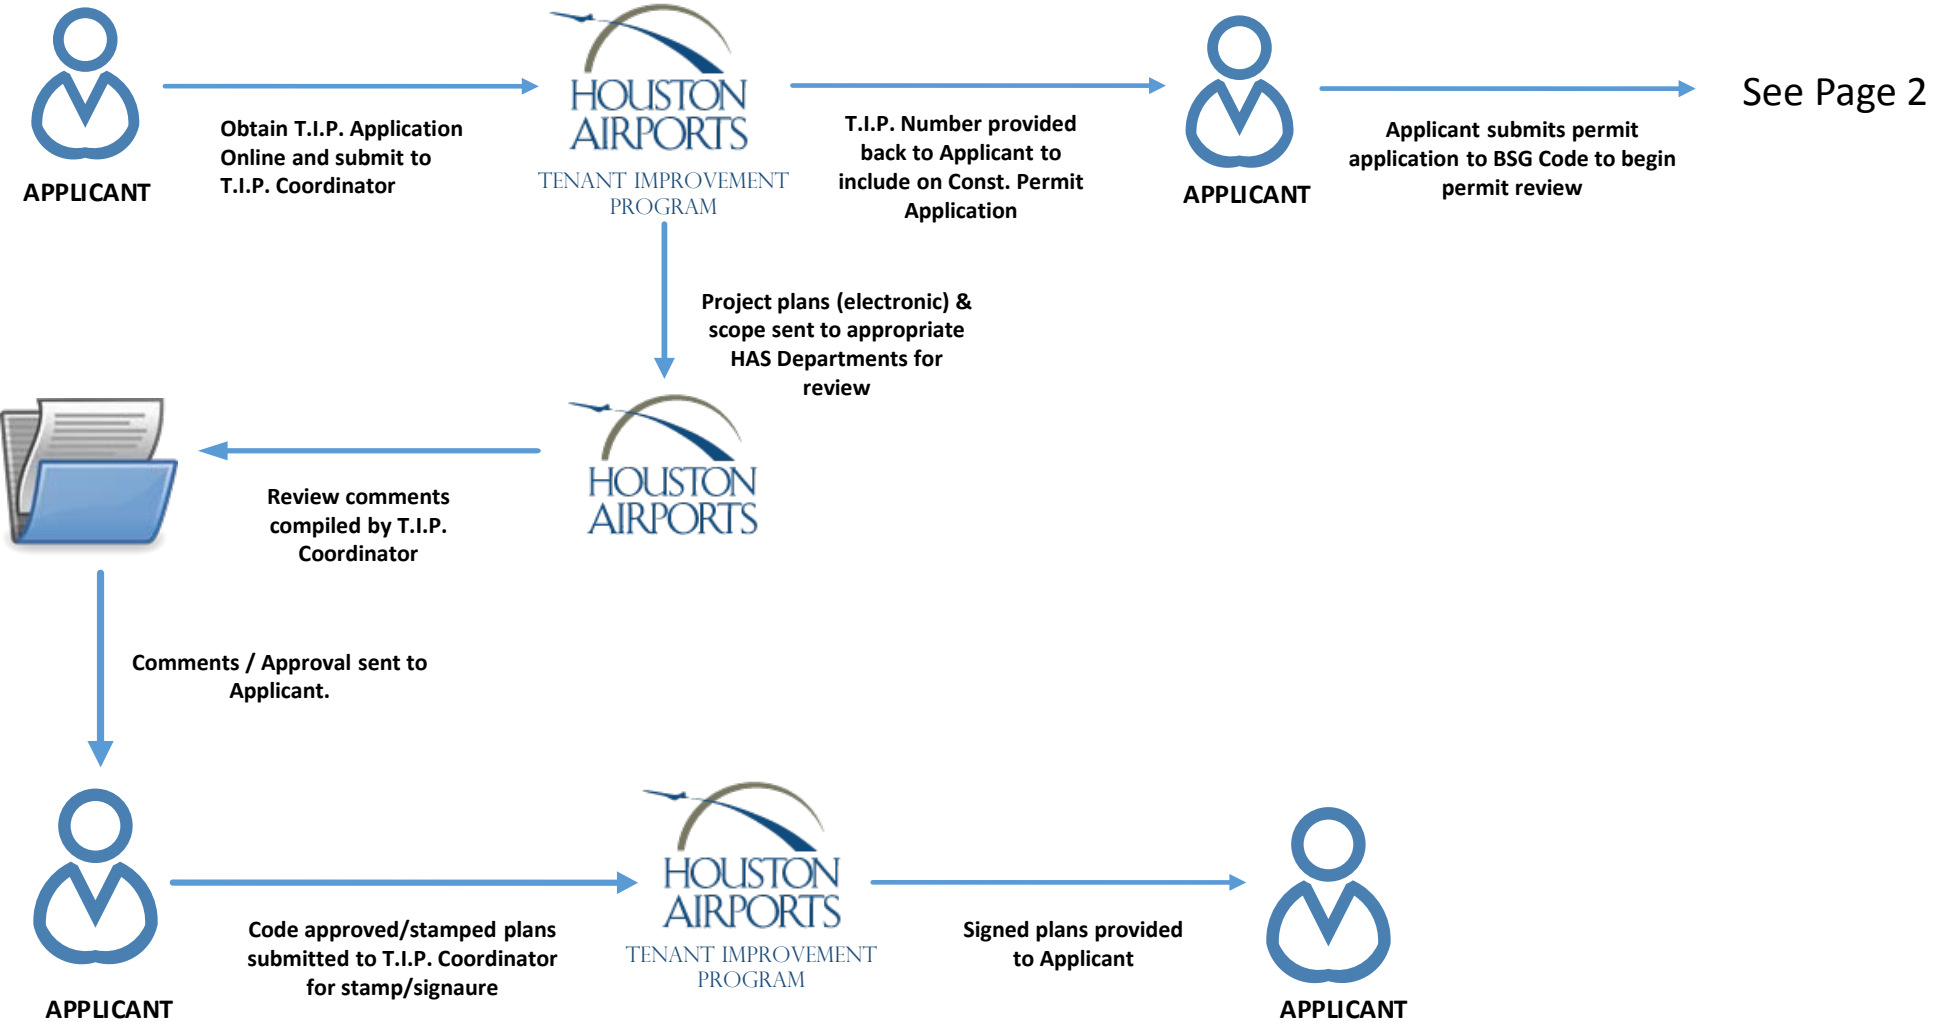 APPLICANT
Obtain T.I.P. Application
Online and submit to
T.I.P. Coordinator
HOUSTON
AIRPORTS
TENANT IMPROVEMENT
PROGRAM
T.I.P. Number provided
back to Applicant to
include on Const. Permit
Application
APPLICANT
Applicant submits permit
application to BSG Code to begin
permit review
See Page 2
Project plans (electronic) &
scope sent to appropriate
HAS Departments for
review
HOUSTON
AIRPORTS
Review comments
compiled by T.I.P.
Coordinator
Comments / Approval sent to
Applicant.
APPLICANT
Code approved/stamped plans
submitted to T.I.P. Coordinator
for stamp/signaure
HOUSTON
AIRPORTS
TENANT IMPROVEMENT
PROGRAM
Signed plans provided
to Applicant
APPLICANT